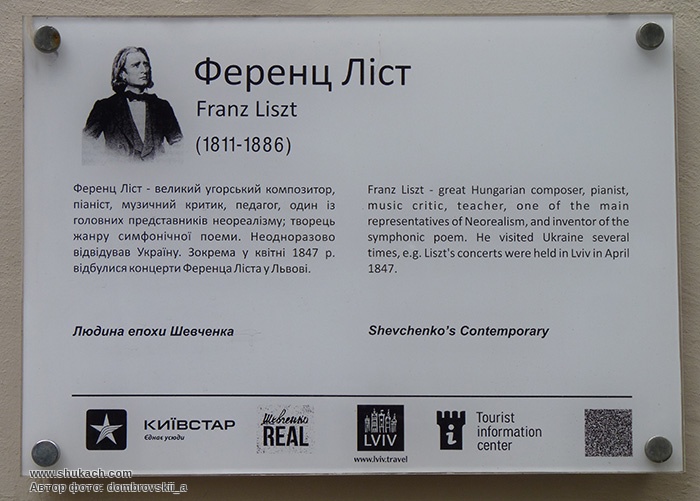 Ференц Ліст
Franz Liszt
(1811-1886)
Ференц Ліст - великий угорський композитор,
піаніст, музичний критик, педагог, один із
головних представників неореалізму; творець
жанру симфонічної поеми. Неодноразово
відвідував Україну. Зокрема у квітні 1847 р.
відбулися концерти Ференца Ліста у Львові.
Людина епохи Шевченка
Franz Liszt - great Hungarian composer, pianist,
music critic, teacher, one of the main
representatives of Neorealism, and inventor of the
symphonic poem. He visited Ukraine several
times, e.g. Liszt's concerts were held in Lviv in April
1847.
Shevchenko's Contemporary
КИЇВСТАР
Єднає усюди
Шевченко
REAL
LVIV
www.lviv.travel
Tourist
information
center
www.shukach.com
Автор фото: dombrovskii_a